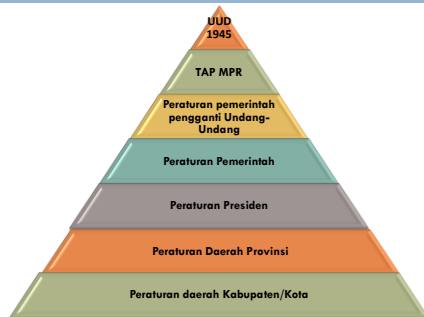 UUD
1945
TAP MPR
Peraturan pemerintah
pengganti Undang-
Undang
Peraturan Pemerintah
Peraturan Presiden
Peraturan Daerah Provinsi
Peraturan daerah Kabupaten/Kota